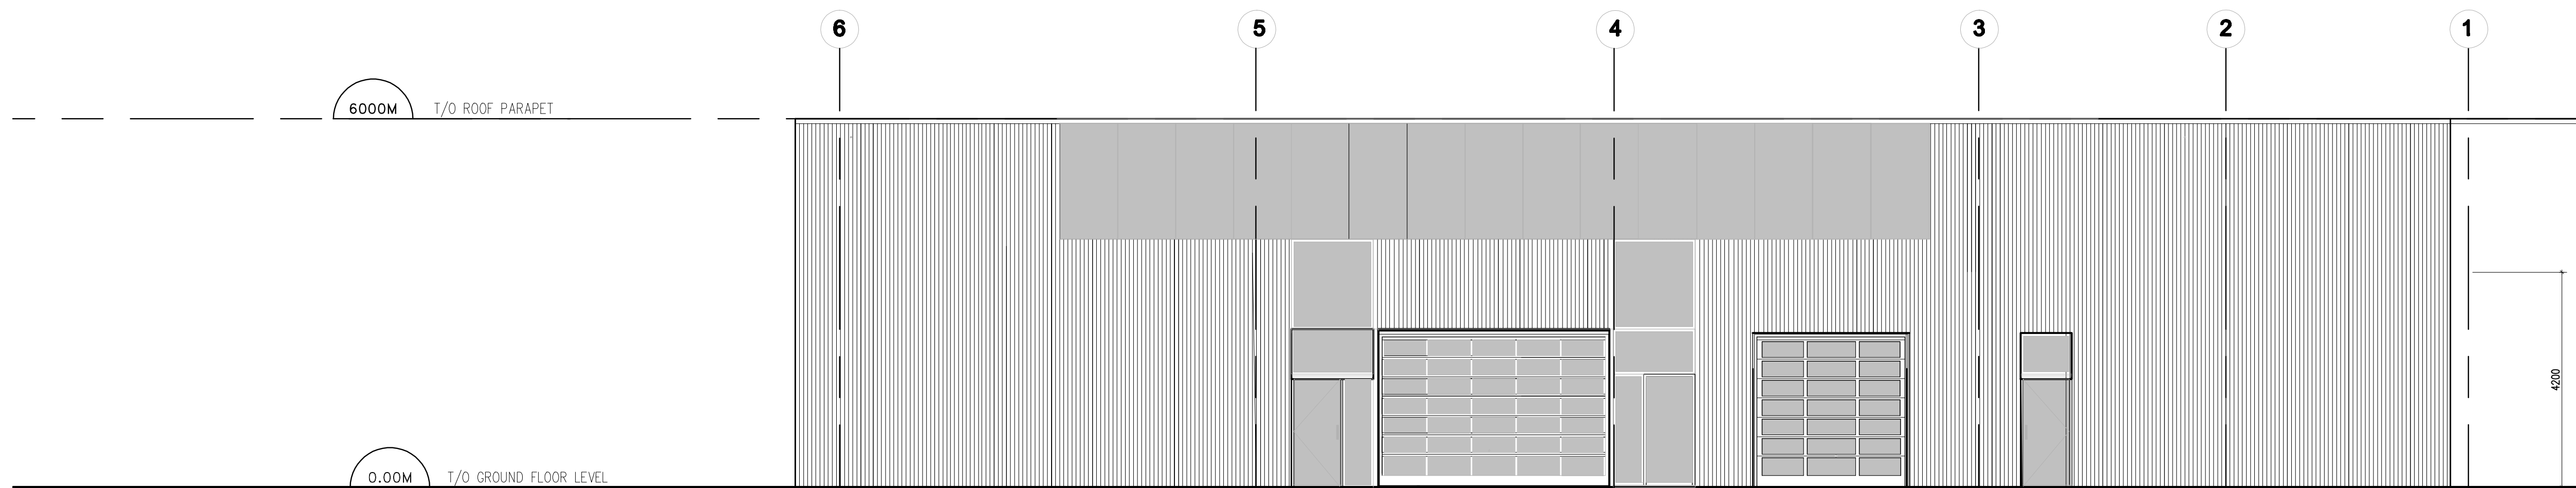 6 5 4 3 2 1
6000M T/O ROOF PARAPET
4200
0.00M T/O GROUND FLOOR LEVEL